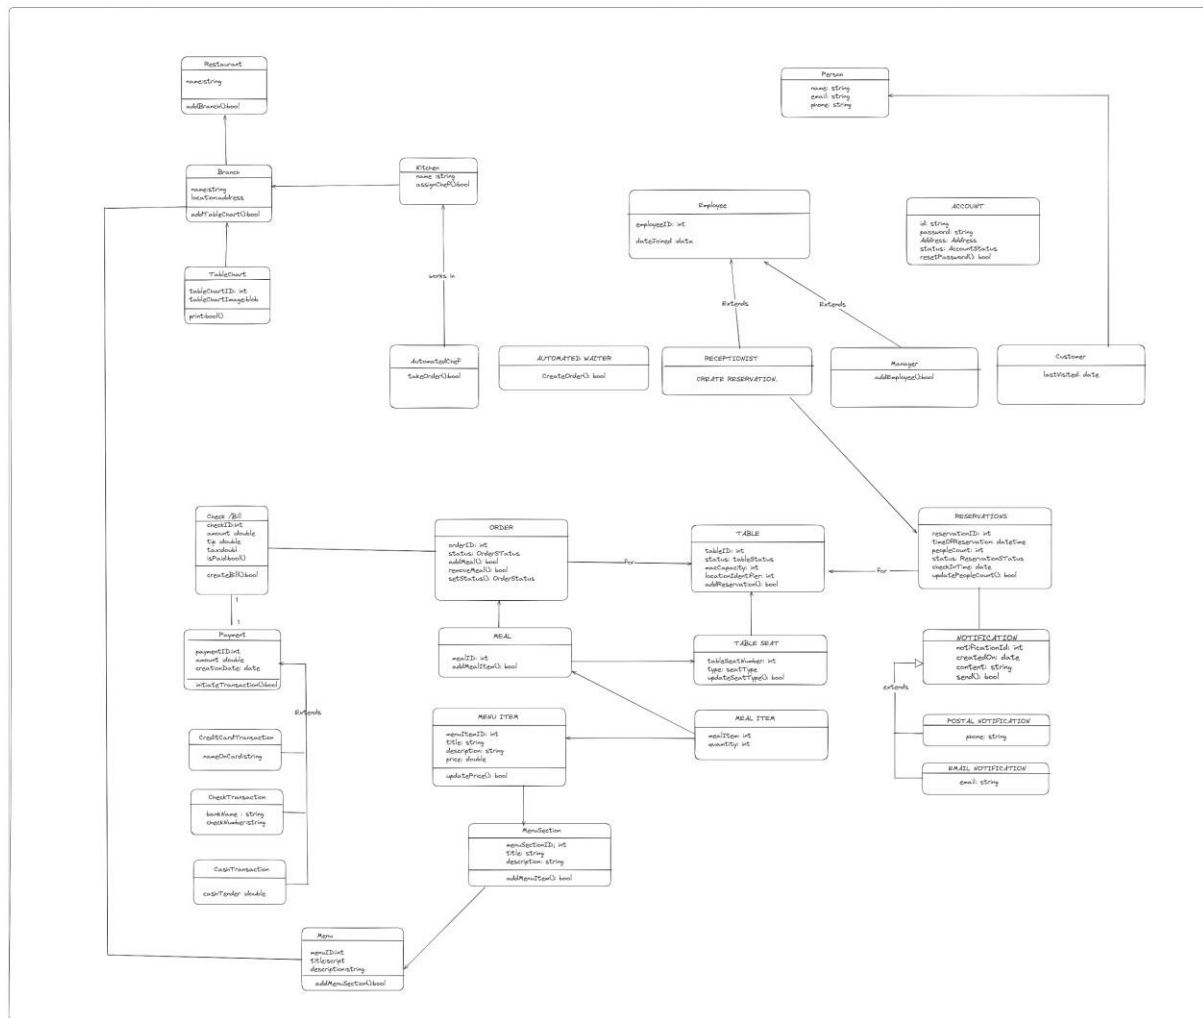 Restaurant
name:string
addBranch():bool
Person
name: string
email: string
phone: string
Branch
name:string
location:address
addTableChart():bool
Kitchen
name :string
assignChef():bool
Employee
employeeID: int
dateJoined :data
ACCOUNT
id: string
password: string
Address: Address
status: AccountStatus
resetPassword(): bool
TableChart
tableChartID: int
tableChartImage:blob
print:bool()
works in
Extends
Extends
AutomatedChef
takeOrder():bool
AUTOMATED WAITER
CreateOrder(): bool
RECEPTIONIST
CREATE RESERVATION.
Manager
addEmployee():bool
Customer
lastVisited: date
Check /Bill
checkID:int
amount :double
tip :double
isPaid:bool()
createBill():bool
ORDER
orderID: int
status: OrderStatus
addMeal(): bool
removeMeal(): bool
setStatus(): OrderStatus
for
TABLE
tableID: int
status: tableStatus
maxCapacity: int
locationIdentifier: int
addReservation(): bool
for
RESERVATIONS
reservationID: int
timeOfReservation: datetime
peopleCount: int
status: ReservationSTatus
checkInTime: date
updatePeopleCount(): bool
1
1
Payment
paymentID:int
amount :double
creationDate: date
initiateTransaction():bool
MEAL
mealID: int
addMealItem(): bool
TABLE SEAT
tableSeatNumber: int
type: seatType
updateSeatType(): bool
NOTIFICATION
notificationId: int
createdOn: date
content: string
send(): bool
extends
Extends
MENU ITEM
menuItemID: int
title: string
description: string
price: double
updatePrice(): bool
MEAL ITEM
mealItem: int
quantity: int
POSTAL NOTIFICATION
phone: string
EMAIL NOTIFICATION
email: string
CreditCardTransaction
nameOnCard:string
CheckTransaction
bankName : string
checkNumber:string
CashTransaction
cashTender :double
MenuSection
menuSectionID; int
title: string
description: string
addMenuItem(): bool
Menu
menuID:int
title:script
description:string
addMenuSection():bool